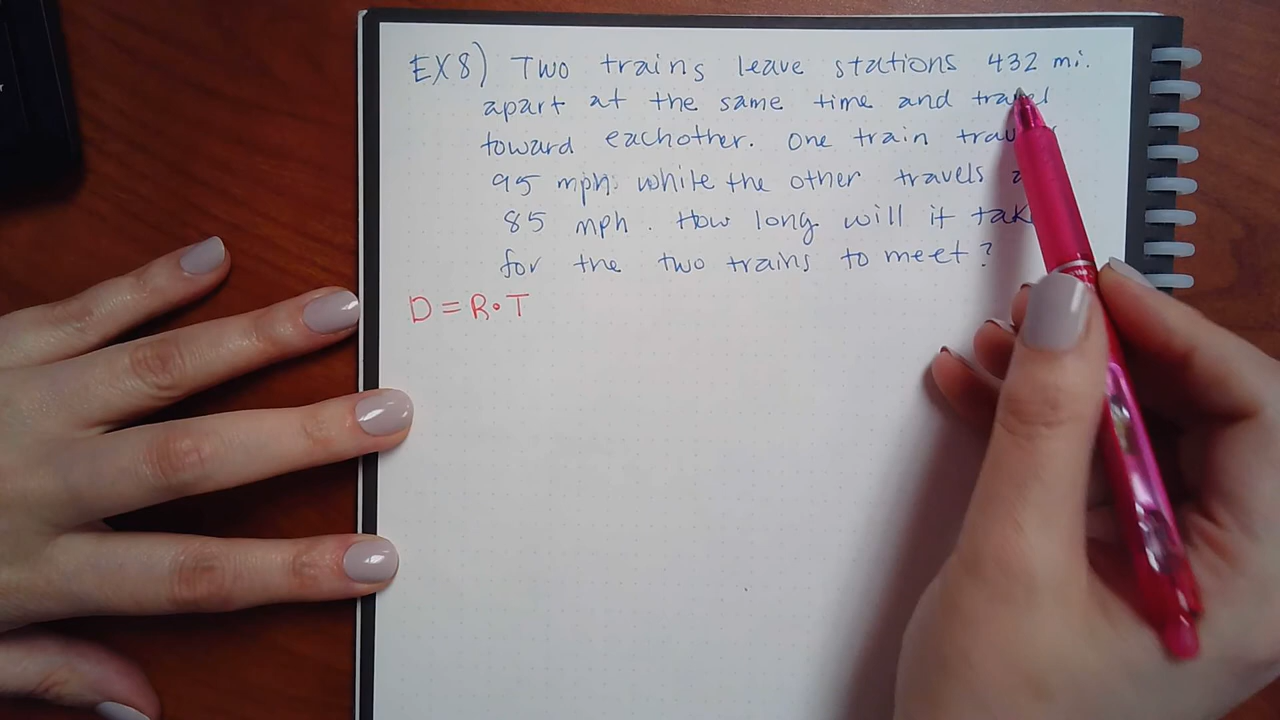 EX8) Two trains leave stations 432 mi.
apart at the same time and travel
toward eachother. One train
95 mph. while the other travels
85 mph. How long will it
for the two trains to meet?
D = R • T